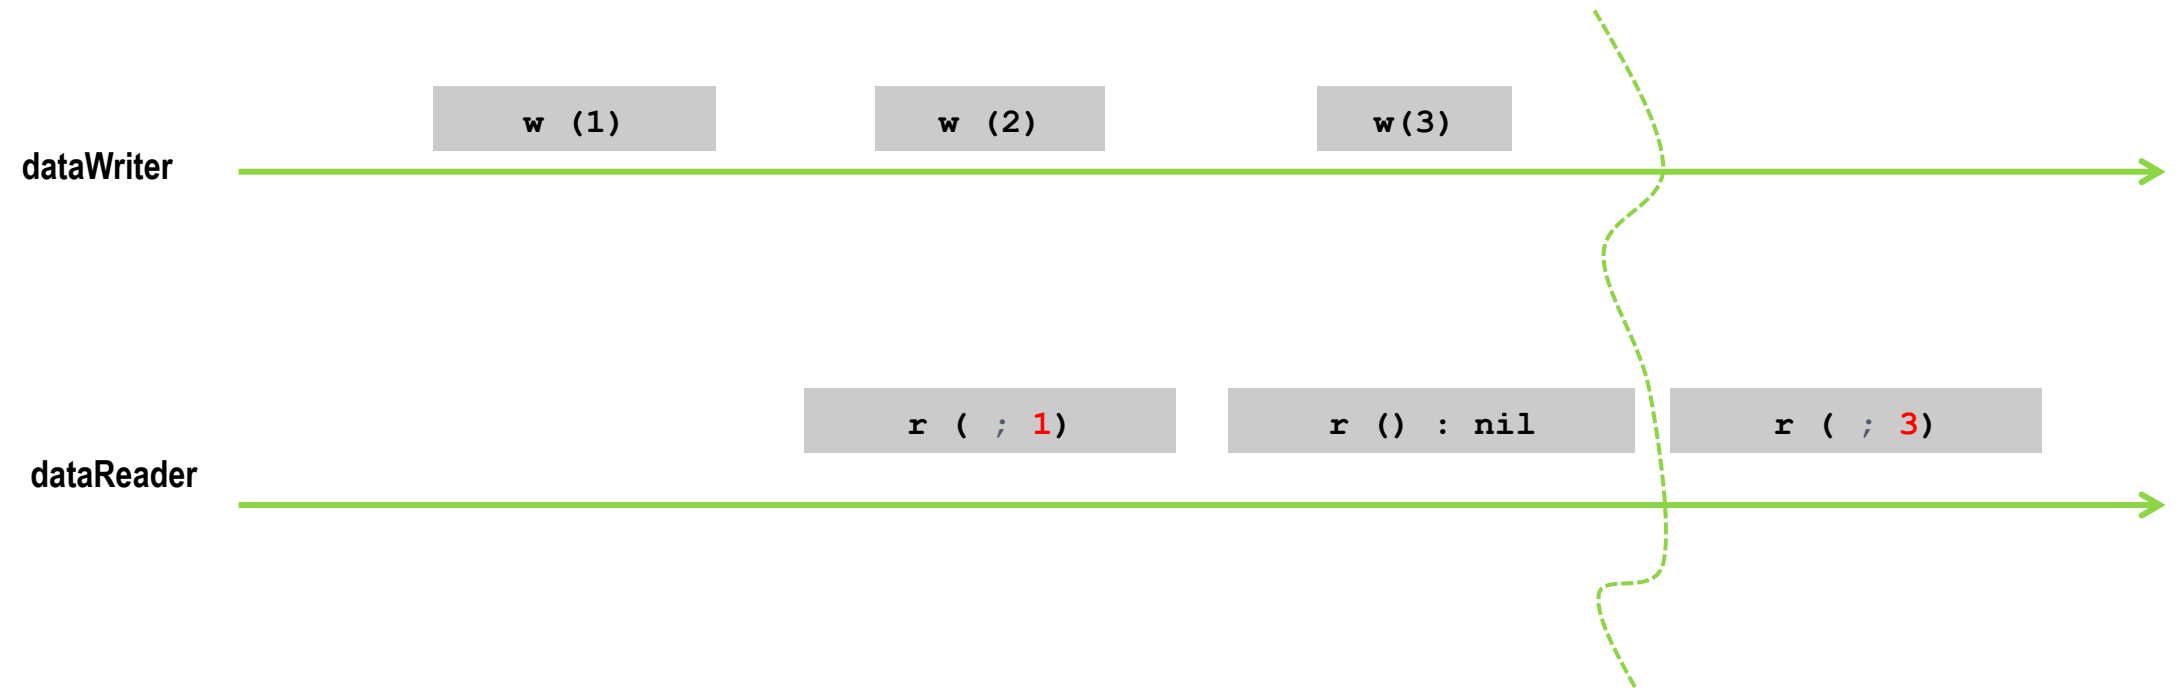 w (1) w (2) w(3)
dataWriter
r ( ; 1) r () : nil r ( ; 3)
dataReader